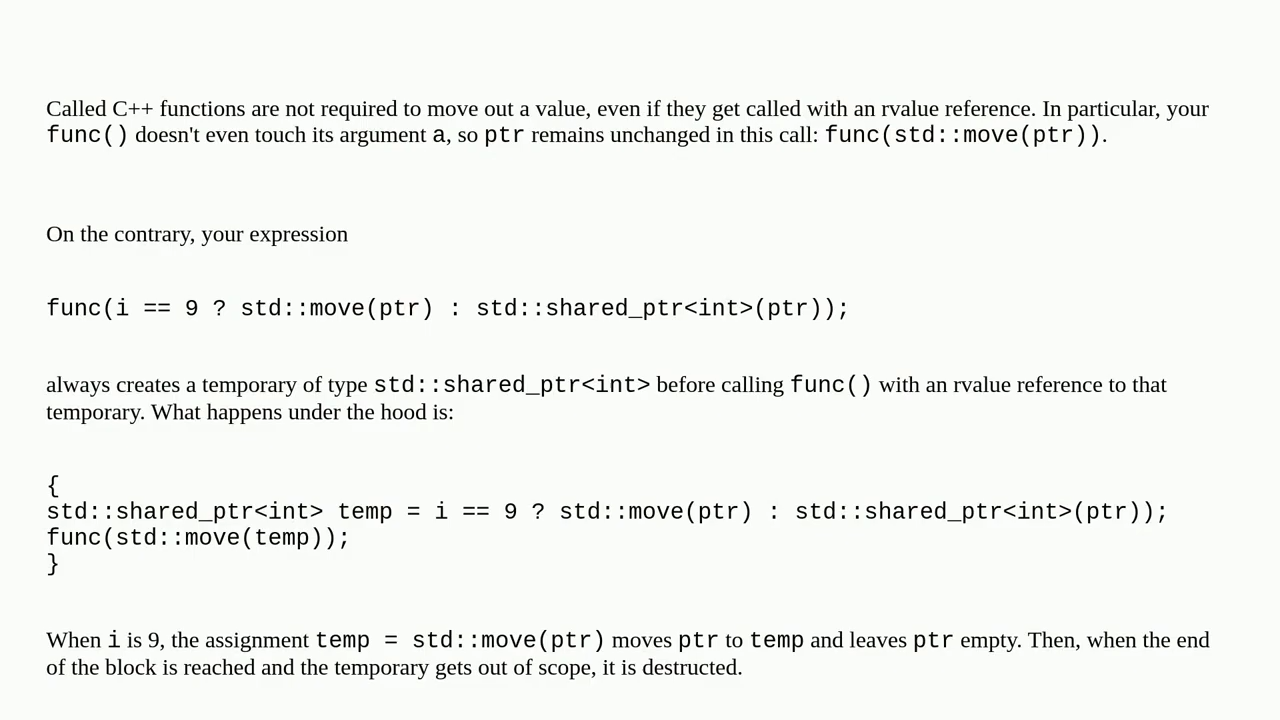 Called C++ functions are not required to move out a value, even if they get called with an rvalue reference. In particular, your
func() doesn't even touch its argument a, so ptr remains unchanged in this call: func(std::move(ptr)).
On the contrary, your expression
func(i == 9 ? std::move(ptr) : std::shared_ptr<int>(ptr));
always creates a temporary of type std::shared_ptr<int> before calling func() with an rvalue reference to that
temporary. What happens under the hood is:
{
std::shared_ptr<int> temp = i == 9 ? std::move(ptr) : std::shared_ptr<int>(ptr));
func(std::move(temp));
}
When i is 9, the assignment temp = std::move(ptr) moves ptr to temp and leaves ptr empty. Then, when the end
of the block is reached and the temporary gets out of scope, it is destructed.